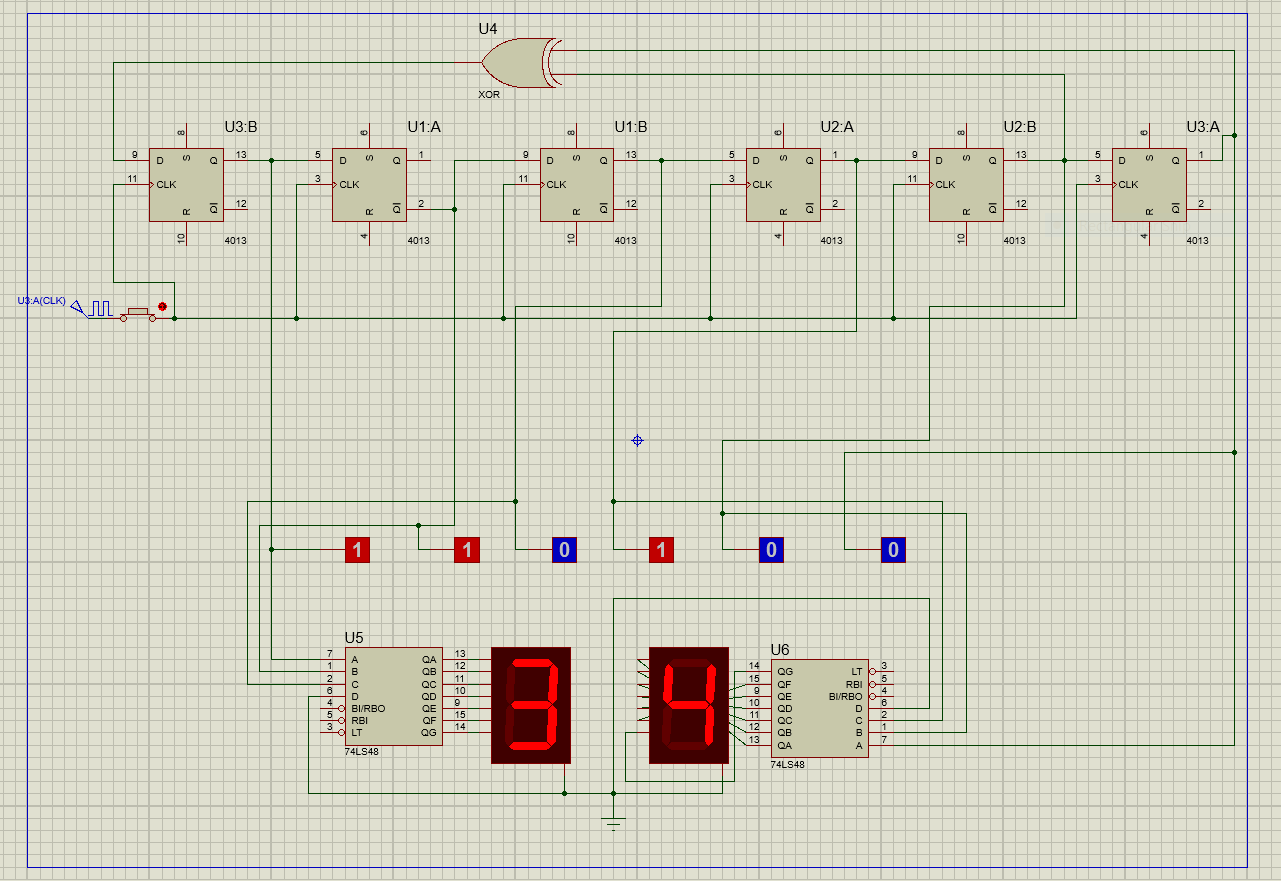 U4
XOR
U3:B
U1:A
U1:B
U2:A
U2:B
U3:A
8 6 8 6 8 6
9 D S Q 13 5 D S Q 1 9 D S Q 13 5 D S Q 1 9 D S Q 13 5 D S Q 1
11 CLK 3 CLK 11 CLK 3 CLK 11 CLK 3 CLK
R Q 12 R Q 2 R Q 12 R Q 2 R Q 12 R Q 2
10 4 10 4 10 4
4013 4013 4013 4013 4013 4013
U3:A(CLK)
1 1 0 1 0 0
U5
7 A QA 13
1 B QB 12
2 C QC 11
6 D QD 10
4 BI/RBO QE 9
5 RBI QF 15
3 LT QG 14
74LS48
3
4
U6
14 QG LT 3
15 QF RBI 5
9 QE BI/RBO 4
10 QD D 6
11 QC C 2
12 QB B 1
13 QA A 7
74LS48